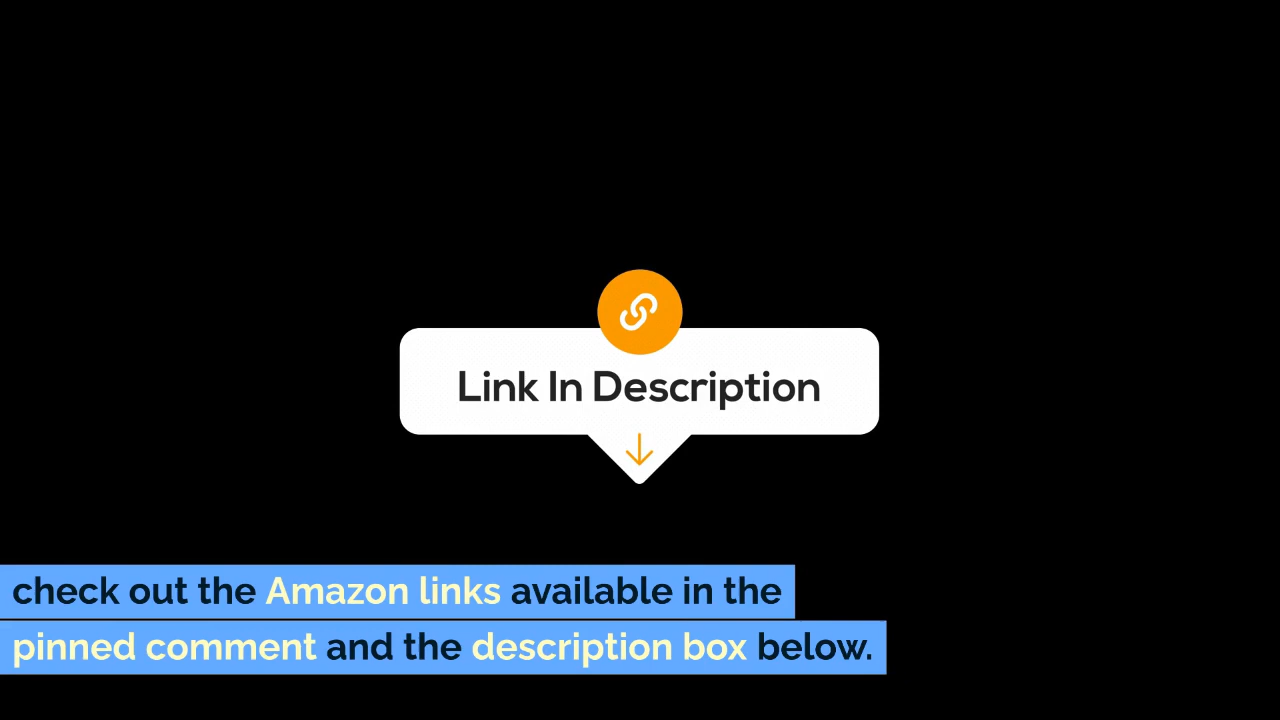 Link In Description
check out the Amazon links available in the
pinned comment and the description box below.